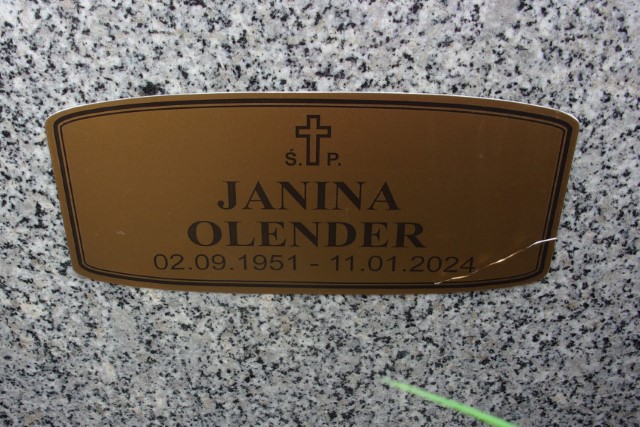 Ś. P.
JANINA
OLENDER
02.09.1951 - 11.01.2024